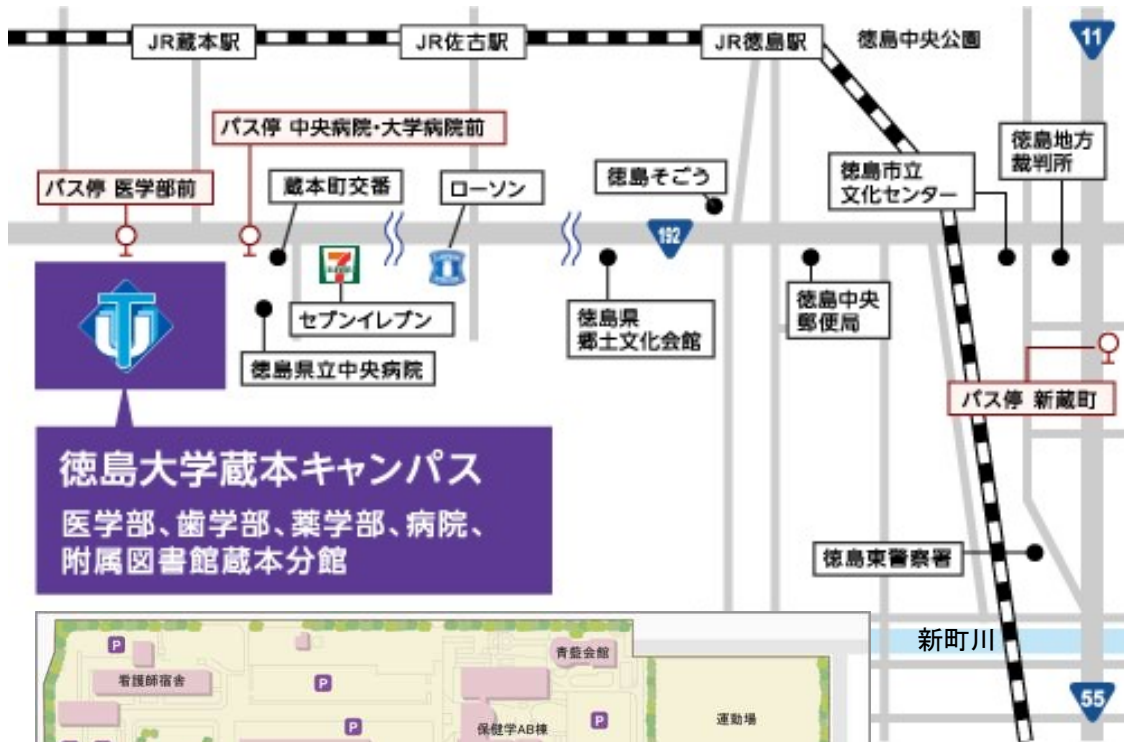 JR蔵本駅
JR佐古駅
JR徳島駅
徳島中央公園
11
バス停 中央病院・大学病院前
徳島地方
裁判所
バス停 医学部前
蔵本町交番
ローソン
徳島そごう
徳島市立
文化センター
192
7
セブンイレブン
徳島県
郷土文化会館
徳島中央
郵便局
徳島県立中央病院
バス停 新蔵町
徳島大学蔵本キャンパス
医学部、歯学部、薬学部、病院、
附属図書館蔵本分館
徳島東警察署
新町川
P
青藍会館
看護師宿舎
P
55
P
保健学AB棟
P
運動場